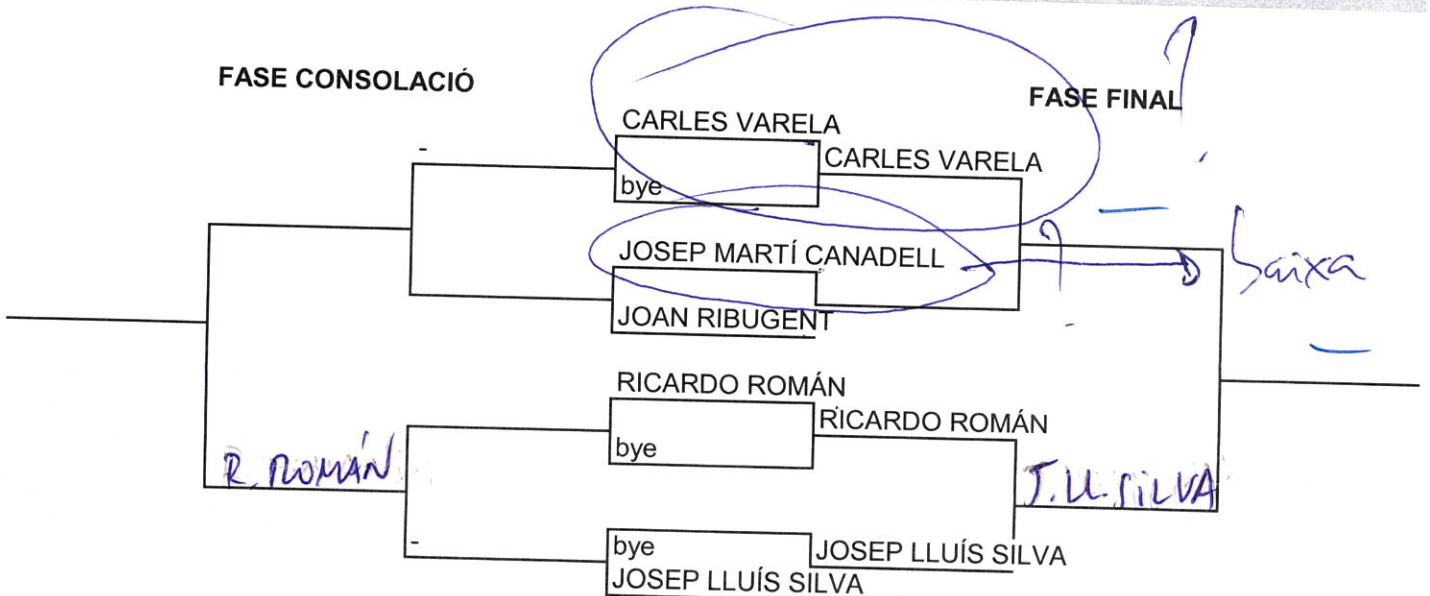 FASE CONSOLACIÓ
FASE FINAL
?
CARLES VARELA
-
CARLES VARELA
bye
JOSEP MARTÍ CANADELL
?
baixa
JOAN RIBUGENT
RICARDO ROMÁN
RICARDO ROMÁN
bye
R. ROMÁN
J. LL. SILVA
-
bye
JOSEP LLUÍS SILVA
JOSEP LLUÍS SILVA